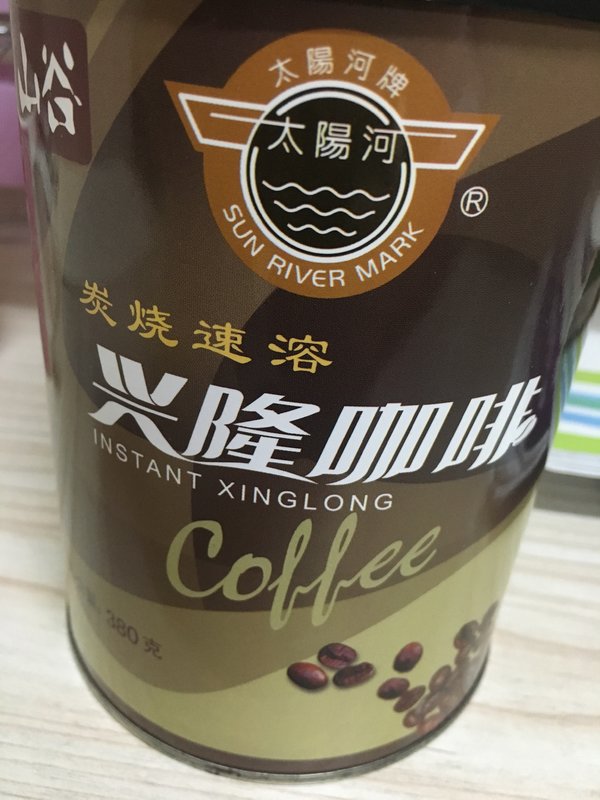 山谷
太陽河牌
太陽河
SUN RIVER MARK
®
炭烧速溶
兴隆咖啡
INSTANT XINGLONG
Coffee
380克